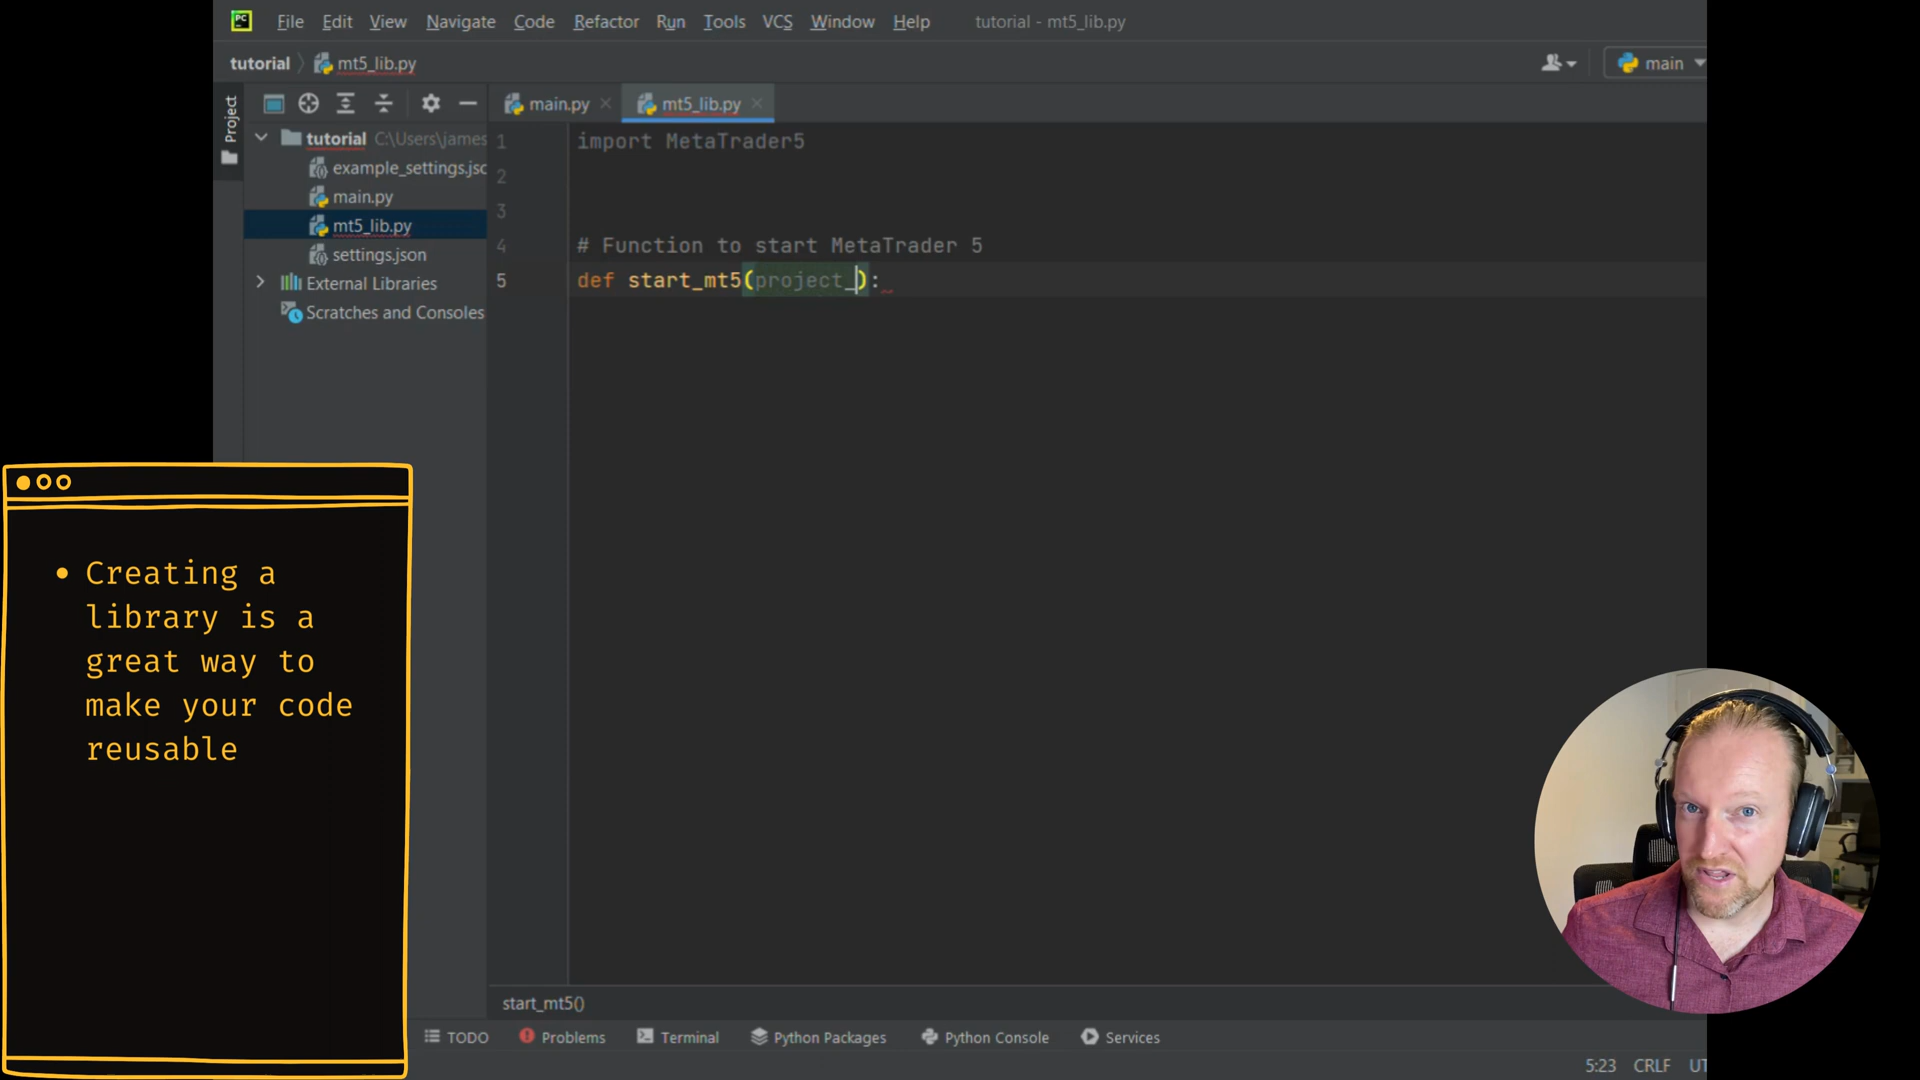 PC File Edit View Navigate Code Refactor Run Tools VCS Window Help tutorial - mt5_lib.py
tutorial mt5_lib.py main
Project
main.py mt5_lib.py
tutorial C:\Users\james
example_settings.jsc
main.py
mt5_lib.py
settings.json
External Libraries
Scratches and Consoles
1 import MetaTrader5
2
3
4 # Function to start MetaTrader 5
5 def start_mt5(project_):
• Creating a
library is a
great way to
make your code
reusable
start_mt5()
TODO Problems Terminal Python Packages Python Console Services
5:23 CRLF UT